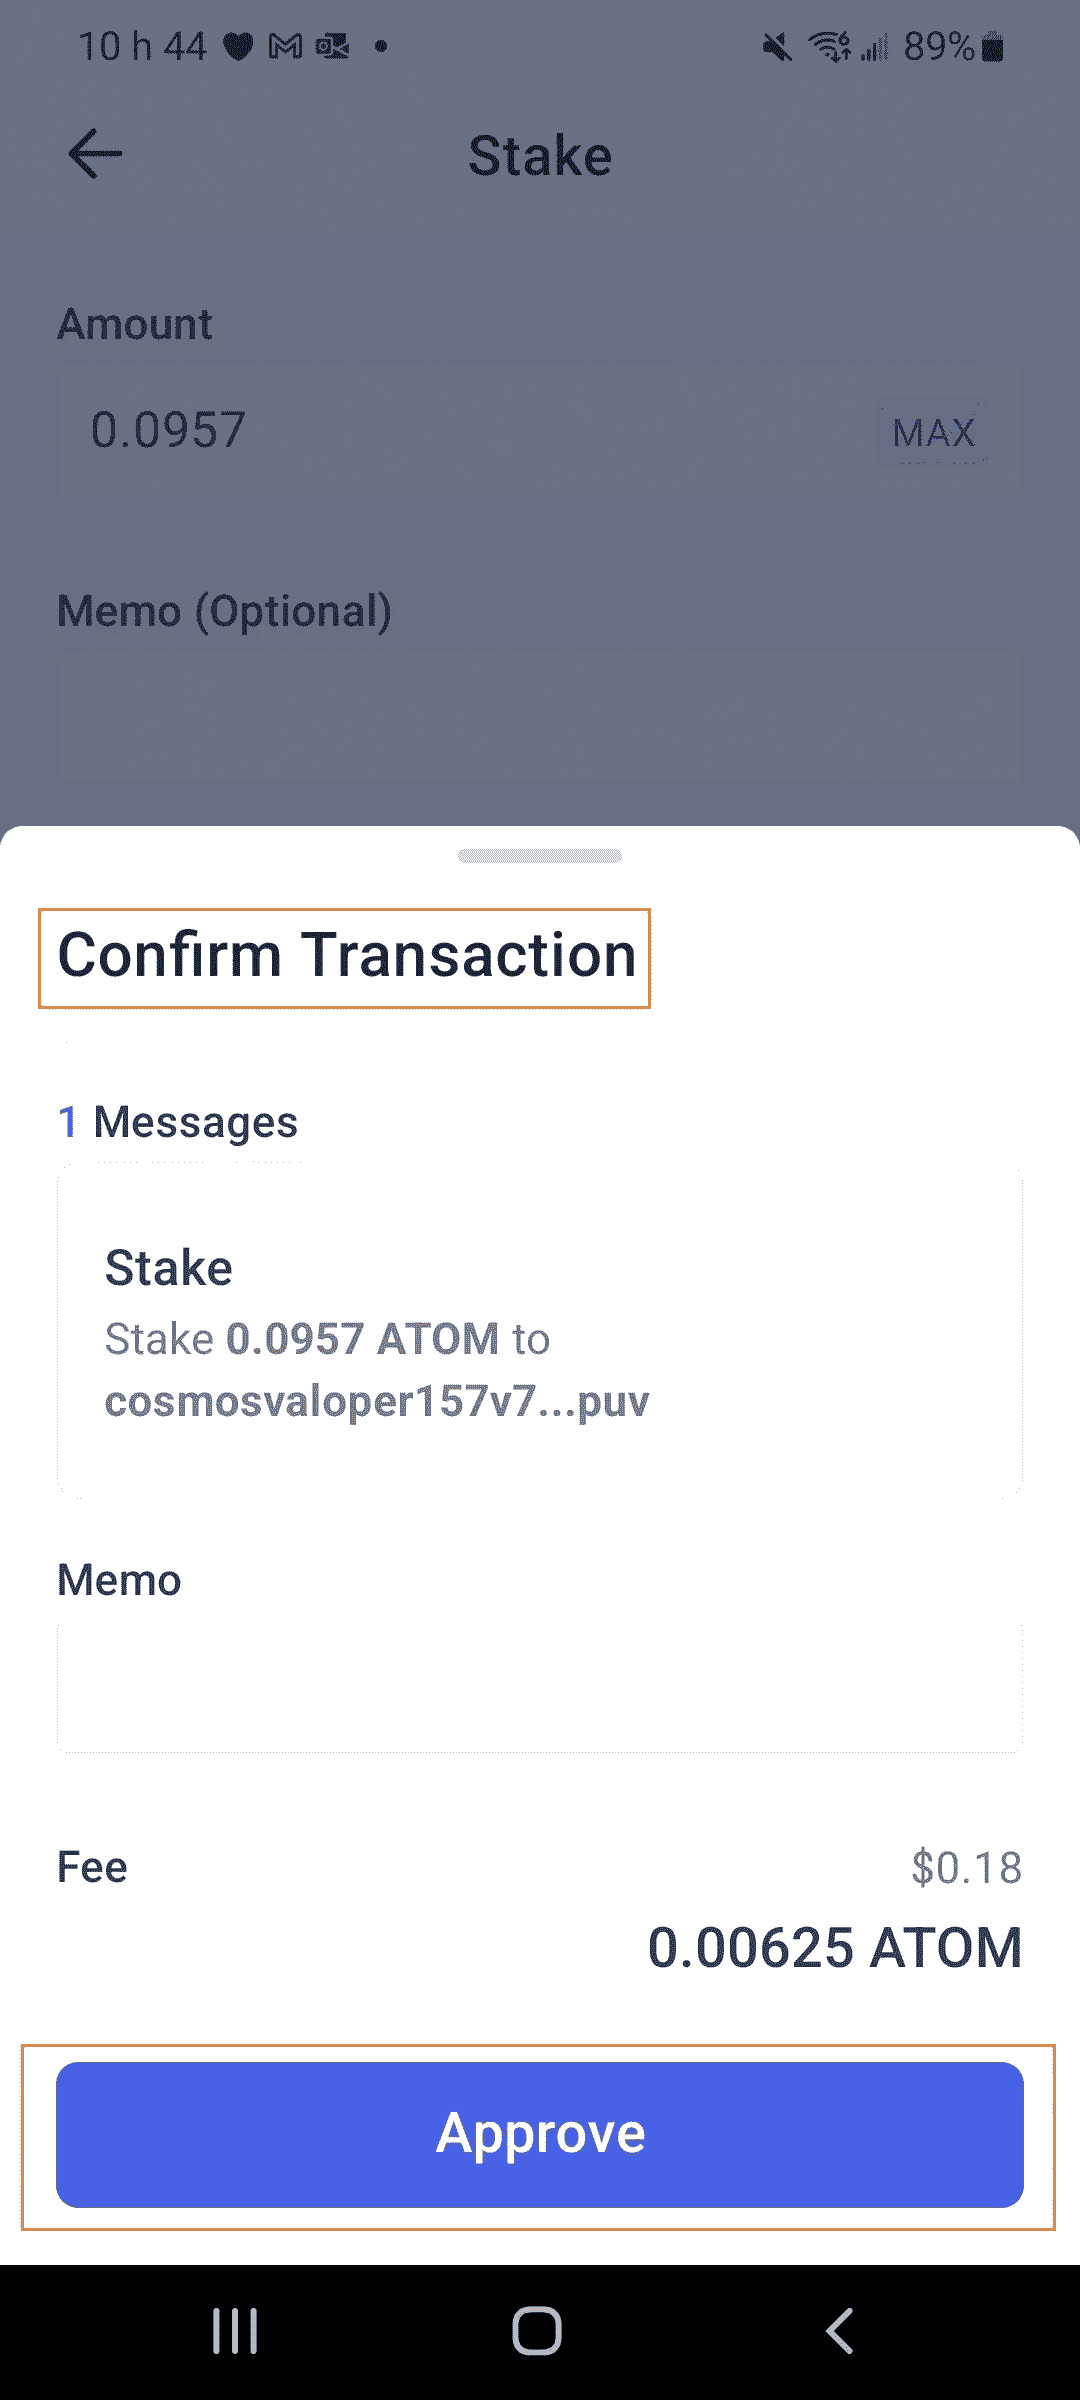 10 h 44
89%
Stake
Amount
0.0957
MAX
Memo (Optional)
Confirm Transaction
1 Messages
Stake
Stake 0.0957 ATOM to
cosmosvaloper157v7...puv
Memo
Fee
$0.18
0.00625 ATOM
Approve